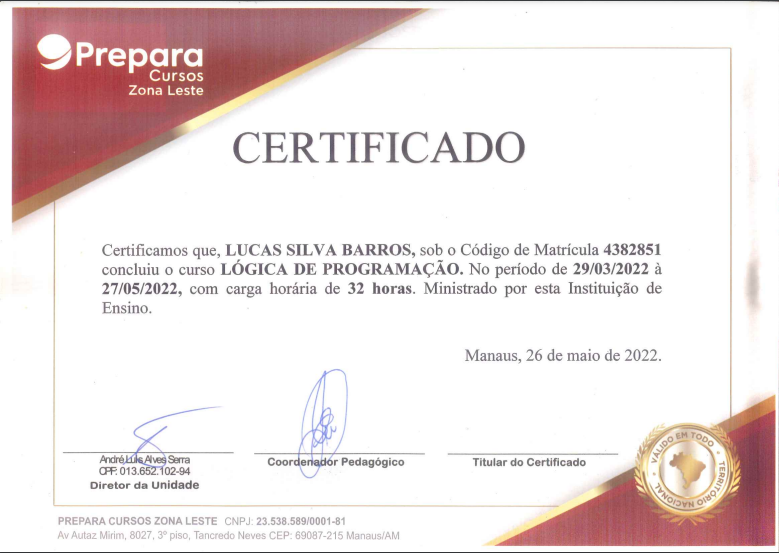 Prepara
Cursos
Zona Leste
CERTIFICADO
Certificamos que, LUCAS SILVA BARROS, sob o Código de Matrícula 4382851
concluiu o curso LÓGICA DE PROGRAMAÇÃO. No período de 29/03/2022 à
27/05/2022, com carga horária de 32 horas. Ministrado por esta Instituição de
Ensino.
Manaus, 26 de maio de 2022.
André Luis Alves Serra
CPF: 013.652.102-94
Diretor da Unidade
Coordenador Pedagógico
Titular do Certificado
VÁLIDO EM TODO
TERRITÓRIO NACIONAL
PREPARA CURSOS ZONA LESTE CNPJ: 23.538.589/0001-81
Av Autaz Mirim, 8027, 3º piso, Tancredo Neves CEP: 69087-215 Manaus/AM